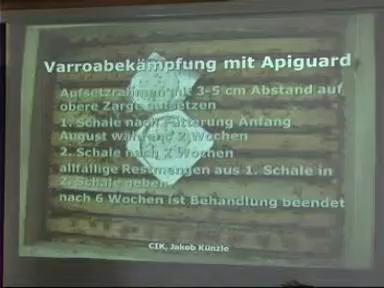 Varroabekämpfung mit Apiguard
Aufsetzrahmen mit 3-5 cm Abstand auf
obere Zarge aufsetzen
1. Schale nach Fütterung Anfang
August während 2 Wochen
2. Schale nach 2 Wochen
allfällige Restmengen aus 1. Schale in
2. Schale geben
nach 6 Wochen ist Behandlung beendet
CIK, Jakob Künzle